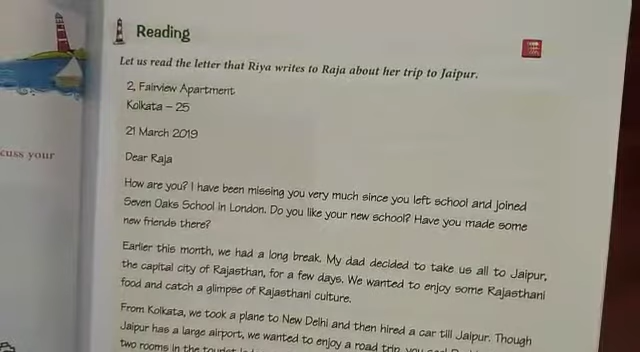 Reading
Let us read the letter that Riya writes to Raja about her trip to Jaipur.
2, Fairview Apartment
Kolkata – 25
21 March 2019
cuss your
Dear Raja
How are you? I have been missing you very much since you left school and joined
Seven Oaks School in London. Do you like your new school? Have you made some
new friends there?
Earlier this month, we had a long break. My dad decided to take us all to Jaipur,
the capital city of Rajasthan, for a few days. We wanted to enjoy some Rajasthani
food and catch a glimpse of Rajasthani culture.
From Kolkata, we took a plane to New Delhi and then hired a car till Jaipur. Though
Jaipur has a large airport, we wanted to enjoy a road trip, you
two rooms in the tourist